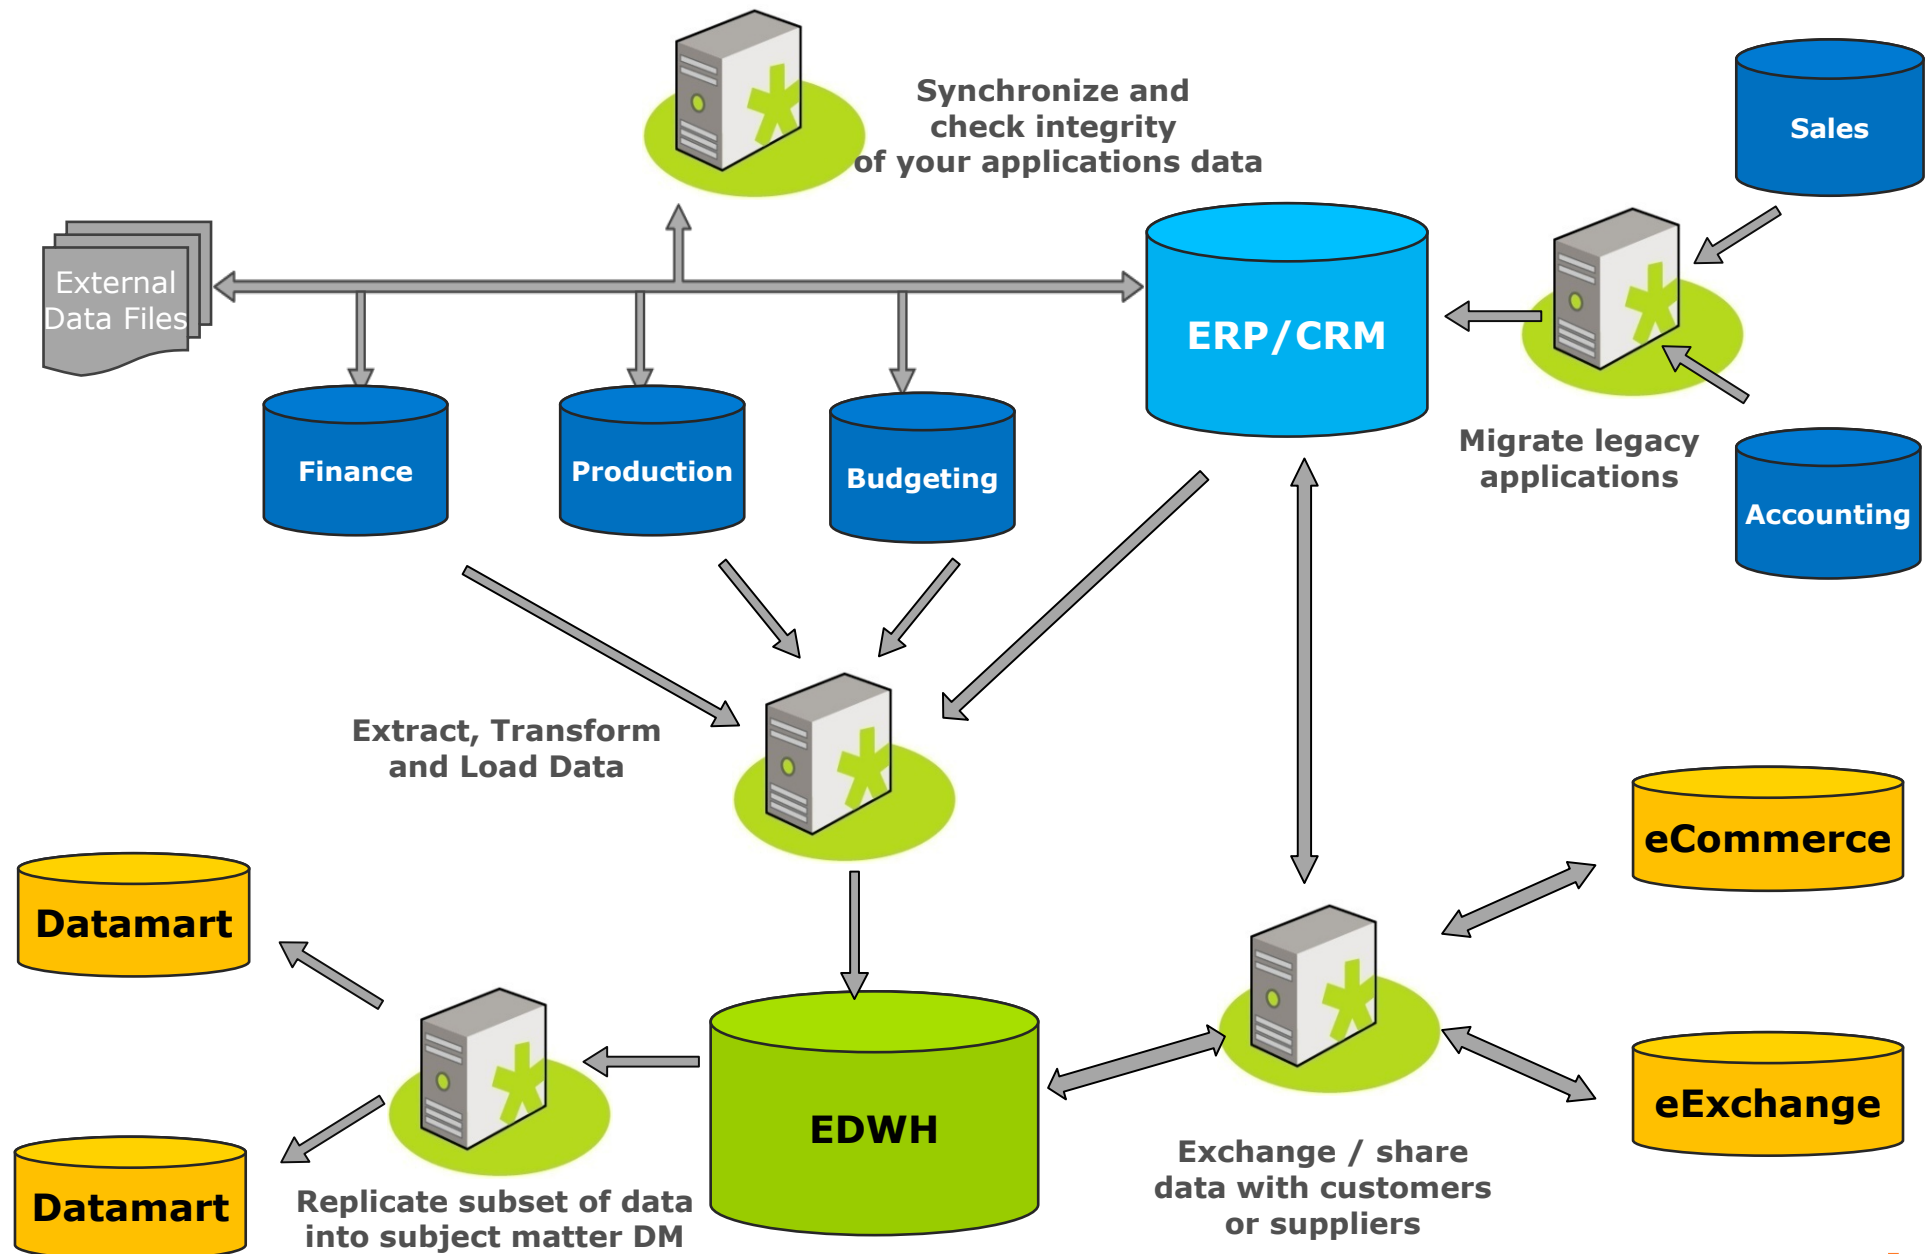 Synchronize and
check integrity
of your applications data
Sales
External
Data Files
ERP/CRM
Finance
Production
Budgeting
Migrate legacy
applications
Accounting
Extract, Transform
and Load Data
eCommerce
Datamart
EDWH
eExchange
Datamart
Replicate subset of data
into subject matter DM
Exchange / share
data with customers
or suppliers